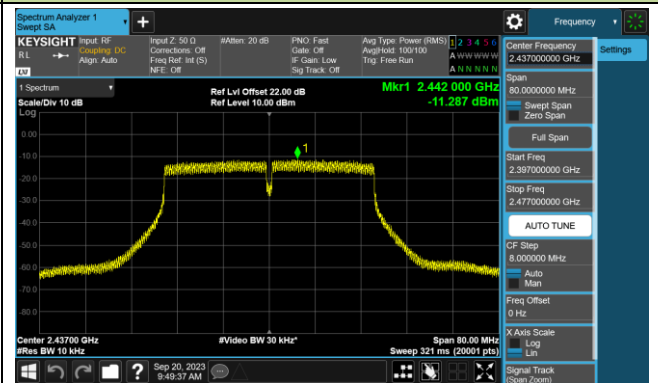 Spectrum Analyzer 1
Swept SA
Frequency
KEYSIGHT
RL
Input: RF
Coupling: DC
Align: Auto
Input Z: 50 Ω
Corrections: Off
Freq Ref: Int (S)
NFE: Off
#Atten: 20 dB
PNO: Fast
Gate: Off
IF Gain: Low
Sig Track: Off
Avg Type: Power (RMS)
Avg|Hold: 100/100
Trig: Free Run
1 2 3 4 5 6
A W W W W W
A N N N N N
1 Spectrum
Scale/Div 10 dB
Log
Ref Lvl Offset 22.00 dB
Ref Level 10.00 dBm
Mkr1 2.442 000 GHz
-11.287 dBm
1
0.00
-10.0
-20.0
-30.0
-40.0
-50.0
-60.0
-70.0
-80.0
Center 2.43700 GHz
#Res BW 10 kHz
#Video BW 30 kHz*
Span 80.00 MHz
Sweep 321 ms (20001 pts)
Sep 20, 2023
9:49:37 AM
Center Frequency
2.437000000 GHz
Settings
Span
80.0000000 MHz
Swept Span
Zero Span
Full Span
Start Freq
2.397000000 GHz
Stop Freq
2.477000000 GHz
AUTO TUNE
CF Step
8.000000 MHz
Auto
Man
Freq Offset
0 Hz
X Axis Scale
Log
Lin
Signal Track
(Span Zoom)